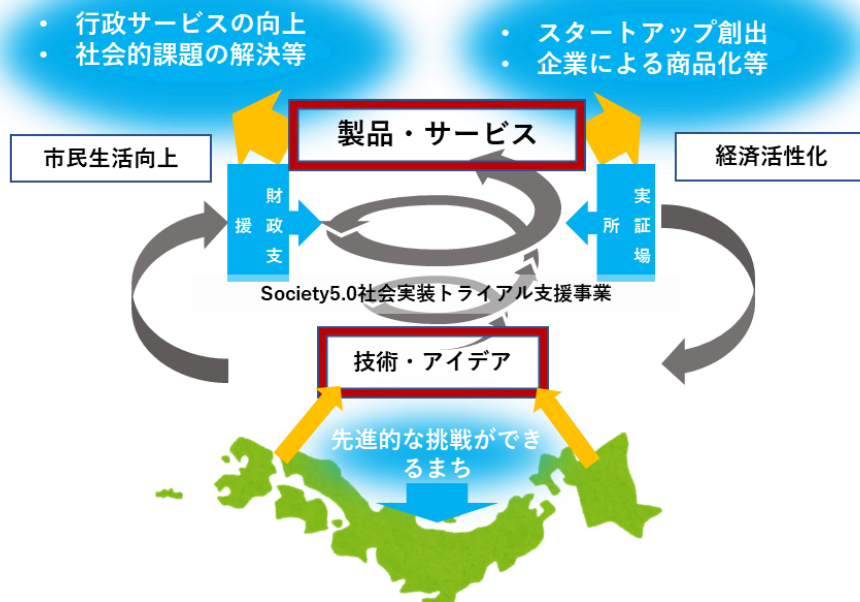 ・ 行政サービスの向上
・ 社会的課題の解決等
・ スタートアップ創出
・ 企業による商品化等
製品・サービス
市民生活向上
経済活性化
財政支援
実証場所
Society5.0社会実装トライアル支援事業
技術・アイデア
先進的な挑戦ができ
るまち